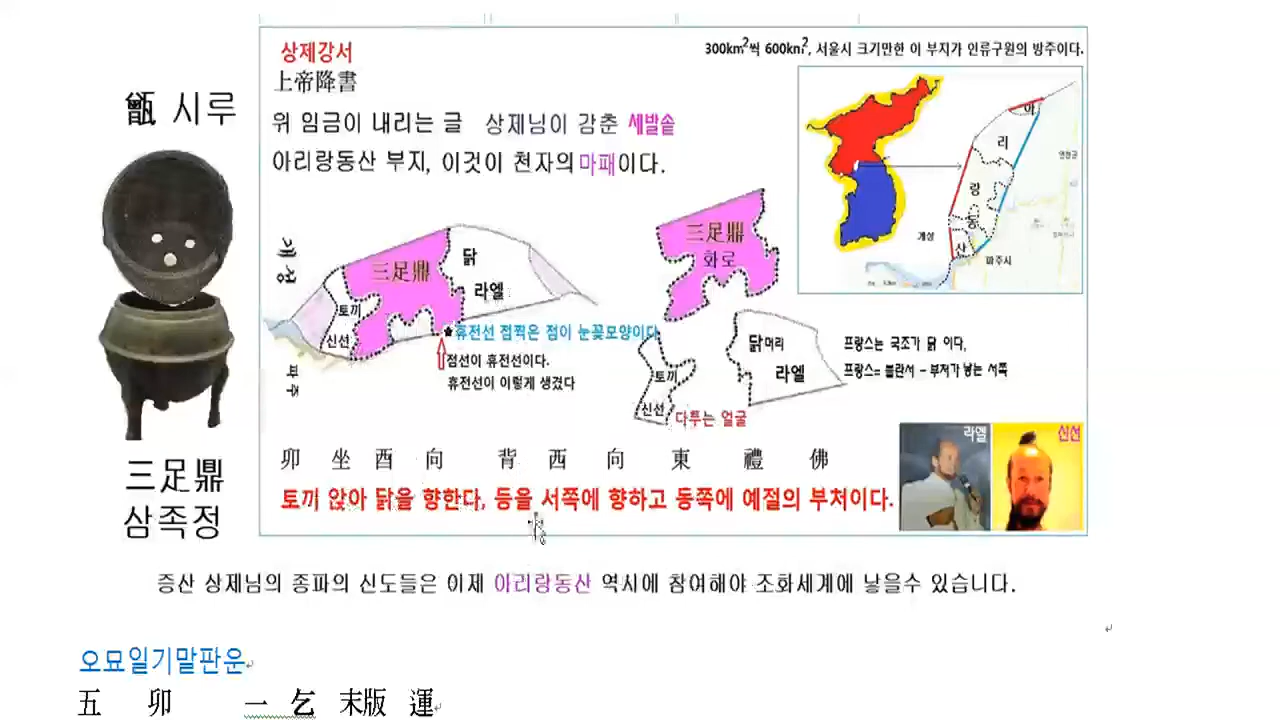 甑 시루
三足鼎
삼족정
상제강서
上帝降書
위 임금이 내리는 글 상제님이 감춘 세발솥
아리랑동산 부지, 이것이 천자의마패이다.
300km²씩 600km², 서울시 크기만한 이 부지가 인류구원의 방주이다.
아
리
랑
동
산
개성
파주시
연천군
개성
파주
三足鼎
닭
라엘
토끼
신선
휴전선 점찍은 점이 눈꽃모양이다
점선이 휴전선이다.
휴전선이 이렇게 생겼다
三足鼎
화로
닭머리
라엘
토끼
신선
다투는 얼굴
프랑스는 국조가 닭 이다,
프랑스= 불란서 - 부처가 낳는 서쪽
라엘
신선
卯 坐 酉 向 背 西 向 東 禮 佛
토끼 앉아 닭을 향한다, 등을 서쪽에 향하고 동쪽에 예절의 부처이다.
증산 상제님의 종파의 신도들은 이제 아리랑동산 역시에 참여해야 조화세계에 낳을수 있습니다.
오묘일기말판운
五 卯 一 乞 末版 運